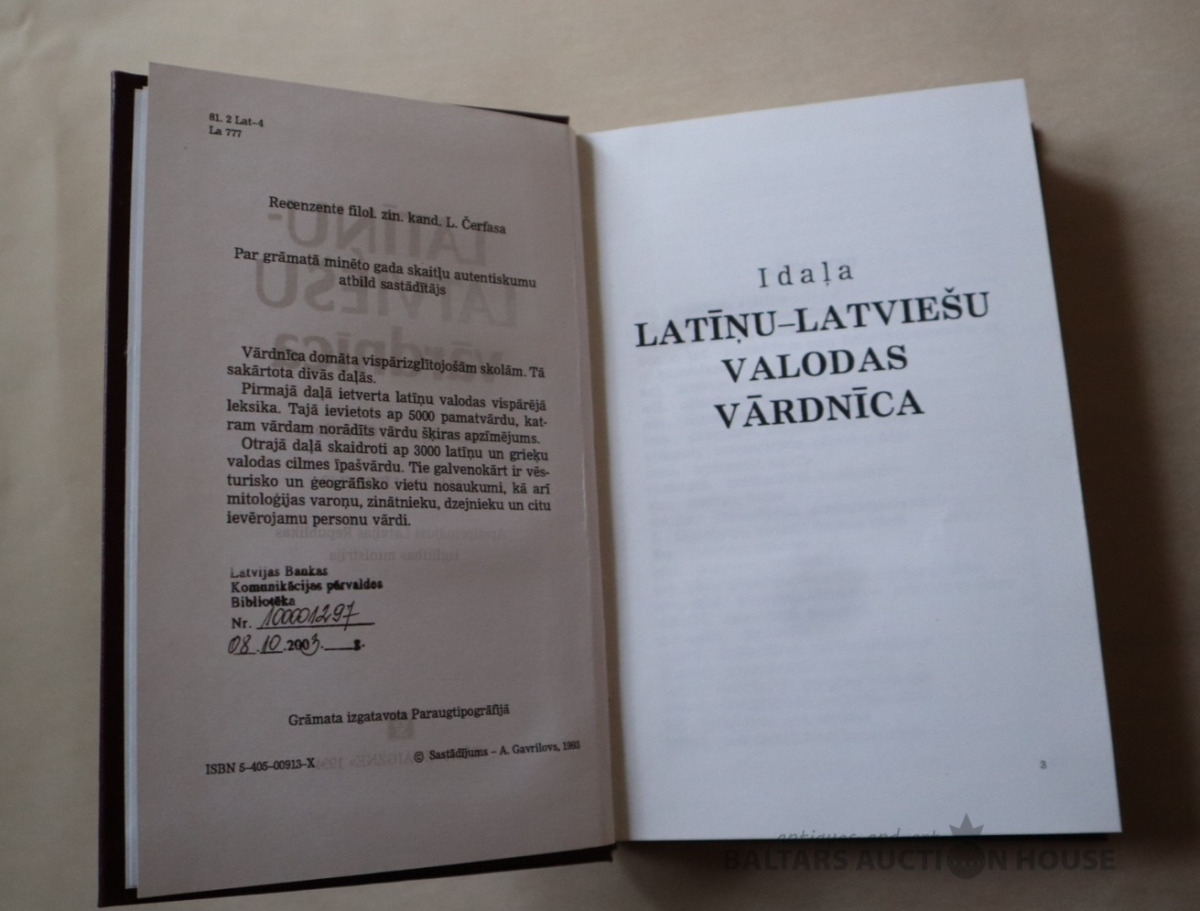 81. 2 Lat–4
La 777
Recenzente filol. zin. kand. L. Čerfasa
Par grāmatā minēto gada skaitļu autentiskumu
atbild sastādītājs
Vārdnīca domāta vispārizglītojošām skolām. Tā
sakārtota divās daļās.
Pirmajā daļā ietverta latīņu valodas vispārējā
leksika. Tajā ievietots ap 5000 pamatvārdu, kat-
ram vārdam norādīts vārdu šķiras apzīmējums.
Otrajā daļā skaidroti ap 3000 latīņu un grieķu
valodas cilmes īpašvārdu. Tie galvenokārt ir vēs-
turisko un ģeogrāfisko vietu nosaukumi, kā arī
mitoloģijas varoņu, zinātnieku, dzejnieku un citu
ievērojamu personu vārdi.
Latvijas Bankas
Komunikācijas pārvaldes
Bibliotēka
Nr. 100001297
08.10.2003.
Grāmata izgatavota Paraugtipogrāfijā
ISBN 5–405–00913–X
© Sastādījums – A. Gavrilovs, 1993
I daļa
LATĪŅU–LATVIEŠU
VALODAS
VĀRDNĪCA
3
antiques and art
BALTARS AUCTION HOUSE